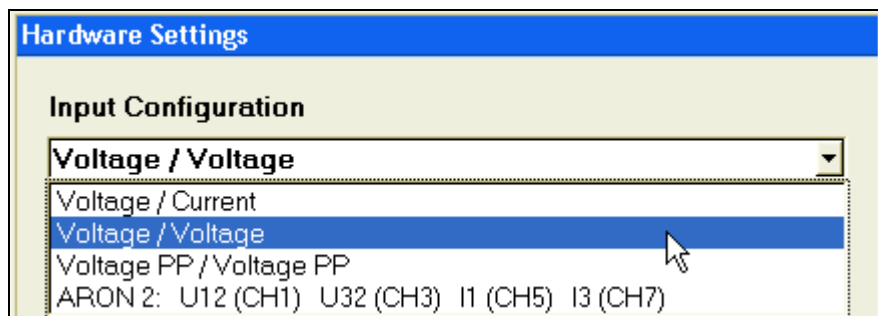 Hardware Settings
Input Configuration
Voltage / Voltage
Voltage / Current
Voltage / Voltage
Voltage PP / Voltage PP
ARON 2: U12 (CH1) U32 (CH3) I1 (CH5) I3 (CH7)